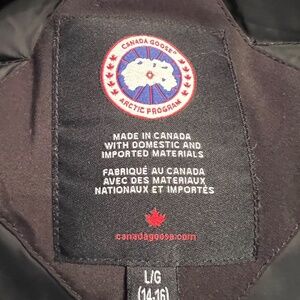 CANADA GOOSE
ARCTIC PROGRAM
MADE IN CANADA
WITH DOMESTIC AND
IMPORTED MATERIALS
FABRIQUÉ AU CANADA
AVEC DES MATERIAUX
NATIONAUX ET IMPORTÉS
canadagoose.com
L/G
(14-16)